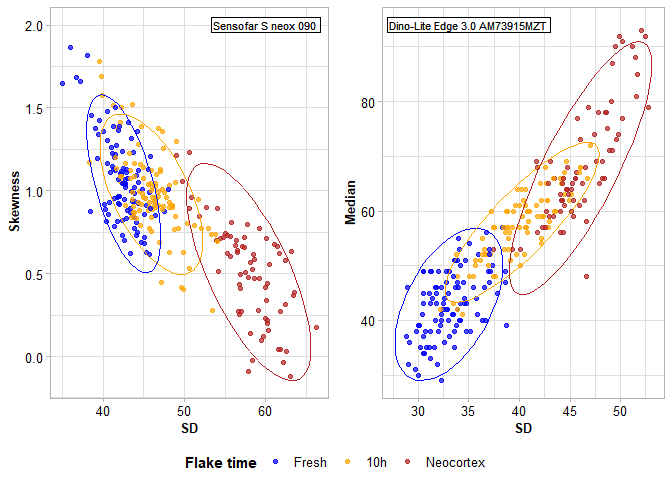 Sensofar S neox 090
Skewness
2.0
1.5
1.0
0.5
0.0
40 50 60
SD
Dino-Lite Edge 3.0 AM73915MZT
Median
80
60
40
30 35 40 45 50
SD
Flake time Fresh 10h Neocortex